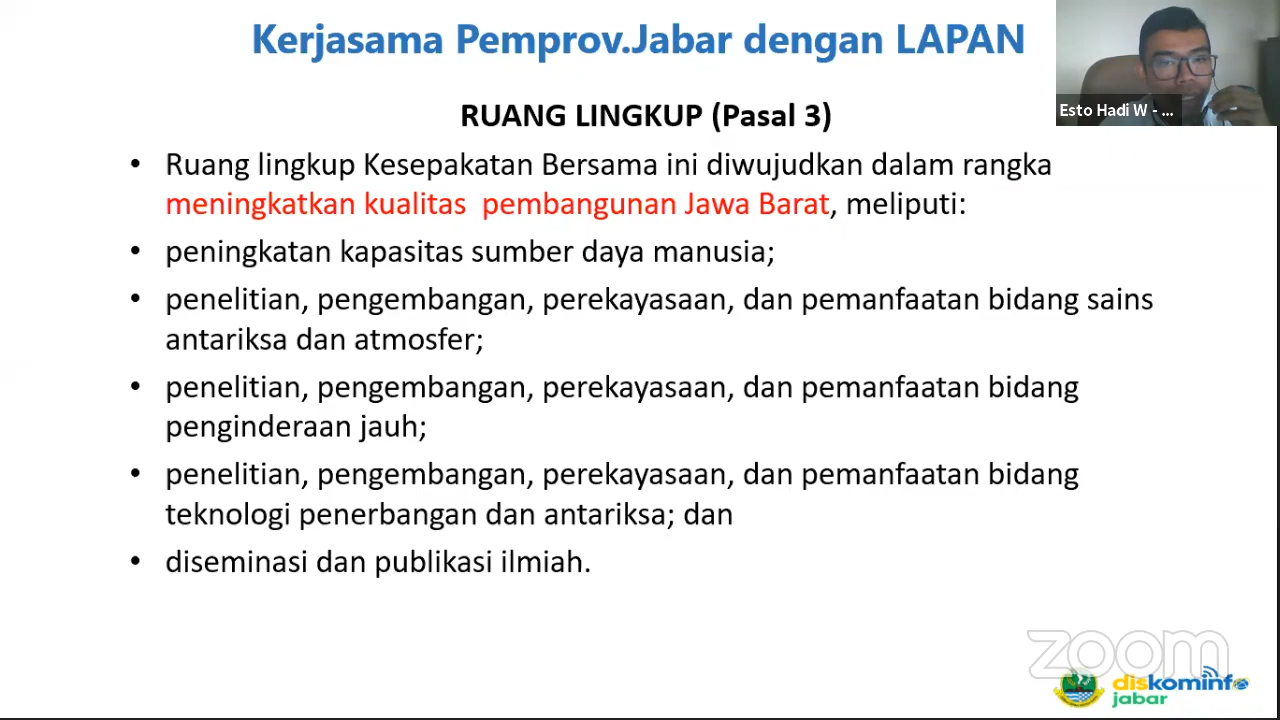 Kerjasama Pemprov.Jabar dengan LAPAN
Esto Hadi W - ...
RUANG LINGKUP (Pasal 3)
• Ruang lingkup Kesepakatan Bersama ini diwujudkan dalam rangka
meningkatkan kualitas pembangunan Jawa Barat, meliputi:
• peningkatan kapasitas sumber daya manusia;
• penelitian, pengembangan, perekayasaan, dan pemanfaatan bidang sains
antariksa dan atmosfer;
• penelitian, pengembangan, perekayasaan, dan pemanfaatan bidang
penginderaan jauh;
• penelitian, pengembangan, perekayasaan, dan pemanfaatan bidang
teknologi penerbangan dan antariksa; dan
• diseminasi dan publikasi ilmiah.
zoom
diskominfo
jabar